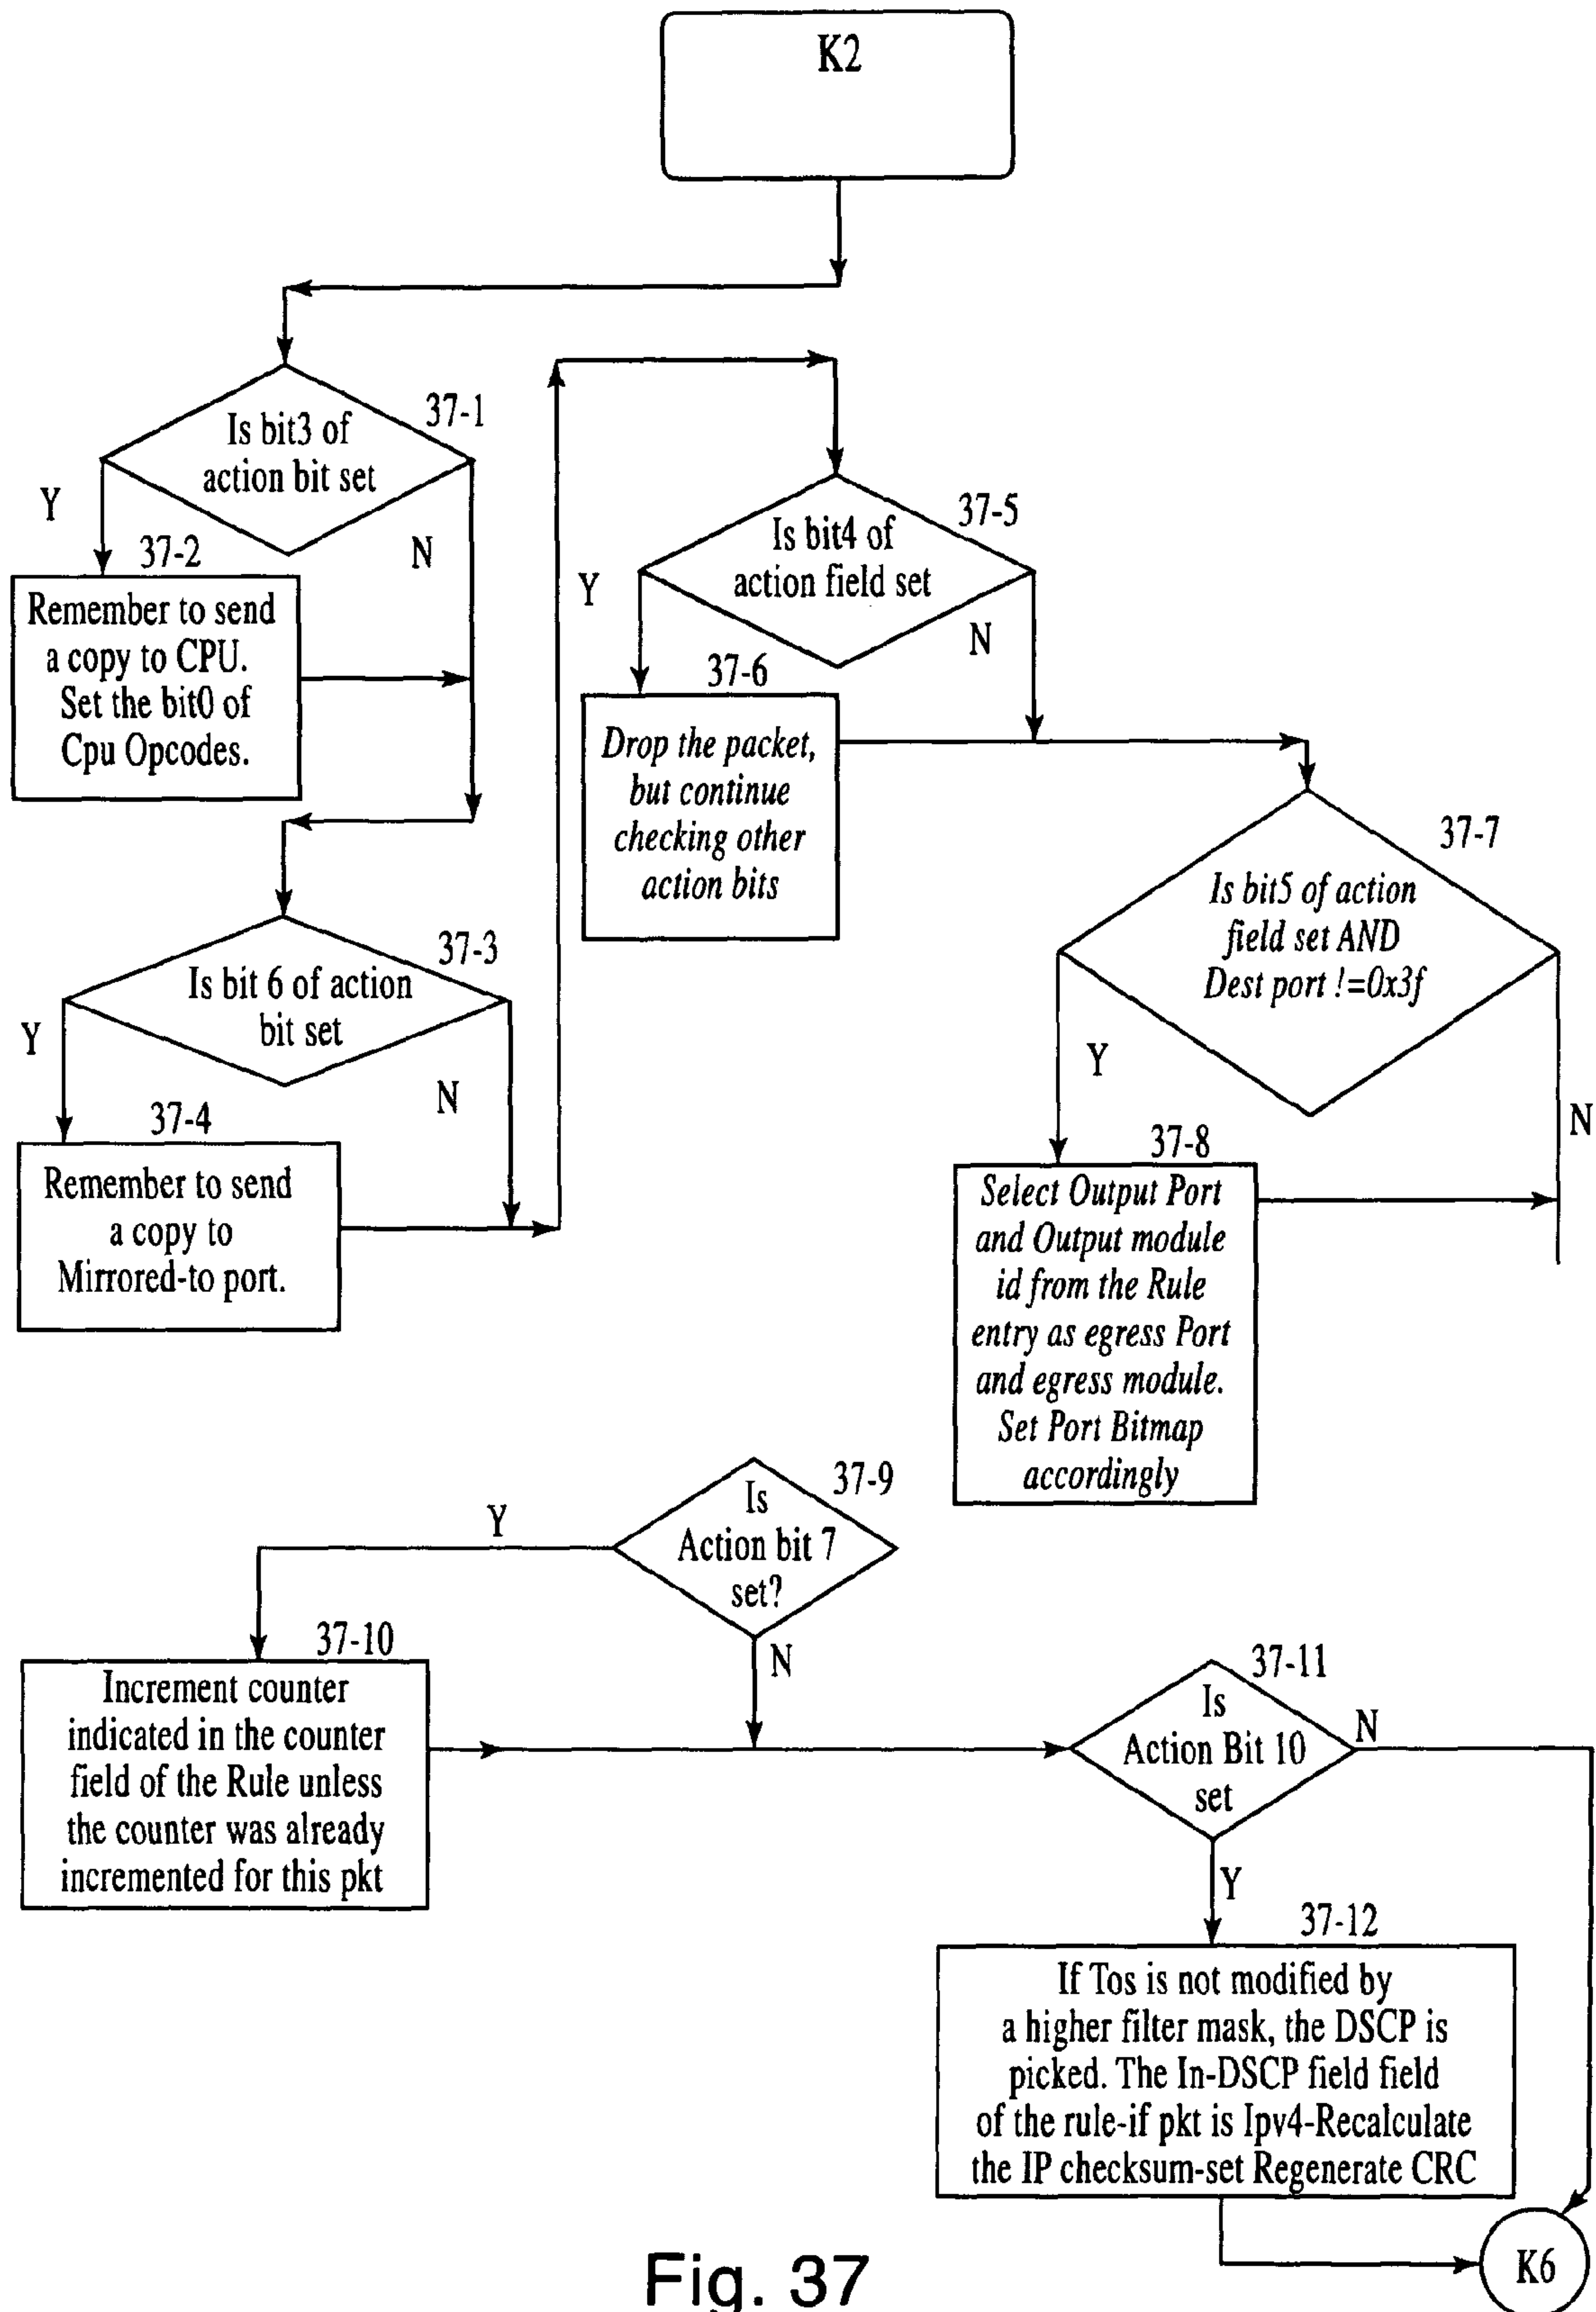 K2
37-1
Is bit3 of
action bit set
Y
N
37-2
Remember to send
a copy to CPU.
Set the bit0 of
Cpu Opcodes.
37-3
Is bit 6 of action
bit set
Y
N
37-4
Remember to send
a copy to
Mirrored-to port.
37-5
Is bit4 of
action field set
Y
N
37-6
Drop the packet,
but continue
checking other
action bits
37-7
Is bit5 of action
field set AND
Dest port !=0x3f
Y
N
37-8
Select Output Port
and Output module
id from the Rule
entry as egress Port
and egress module.
Set Port Bitmap
accordingly
37-9
Is
Action bit 7
set?
Y
N
37-10
Increment counter
indicated in the counter
field of the Rule unless
the counter was already
incremented for this pkt
37-11
Is
Action Bit 10
set
N
Y
37-12
If Tos is not modified by
a higher filter mask, the DSCP is
picked. The In-DSCP field field
of the rule-if pkt is Ipv4-Recalculate
the IP checksum-set Regenerate CRC
K6
Fig. 37